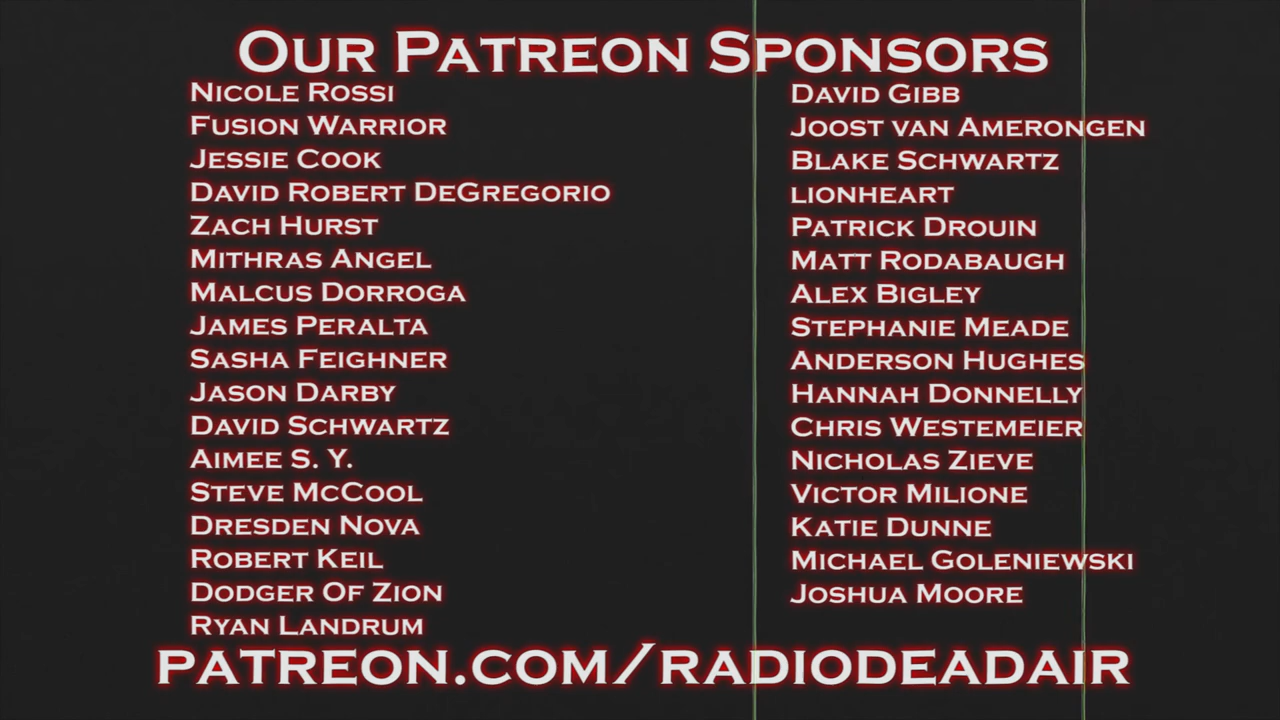 Our Patreon Sponsors
Nicole Rossi
Fusion Warrior
Jessie Cook
David Robert DeGregorio
Zach Hurst
Mithras Angel
Malcus Dorroga
James Peralta
Sasha Feighner
Jason Darby
David Schwartz
Aimee S. Y.
Steve McCool
Dresden Nova
Robert Keil
Dodger Of Zion
Ryan Landrum
David Gibb
Joost van Amerongen
Blake Schwartz
lionheart
Patrick Drouin
Matt Rodabaugh
Alex Bigley
Stephanie Meade
Anderson Hughes
Hannah Donnelly
Chris Westemeier
Nicholas Zieve
Victor Milione
Katie Dunne
Michael Goleniewski
Joshua Moore
patreon.com/radiodeadair